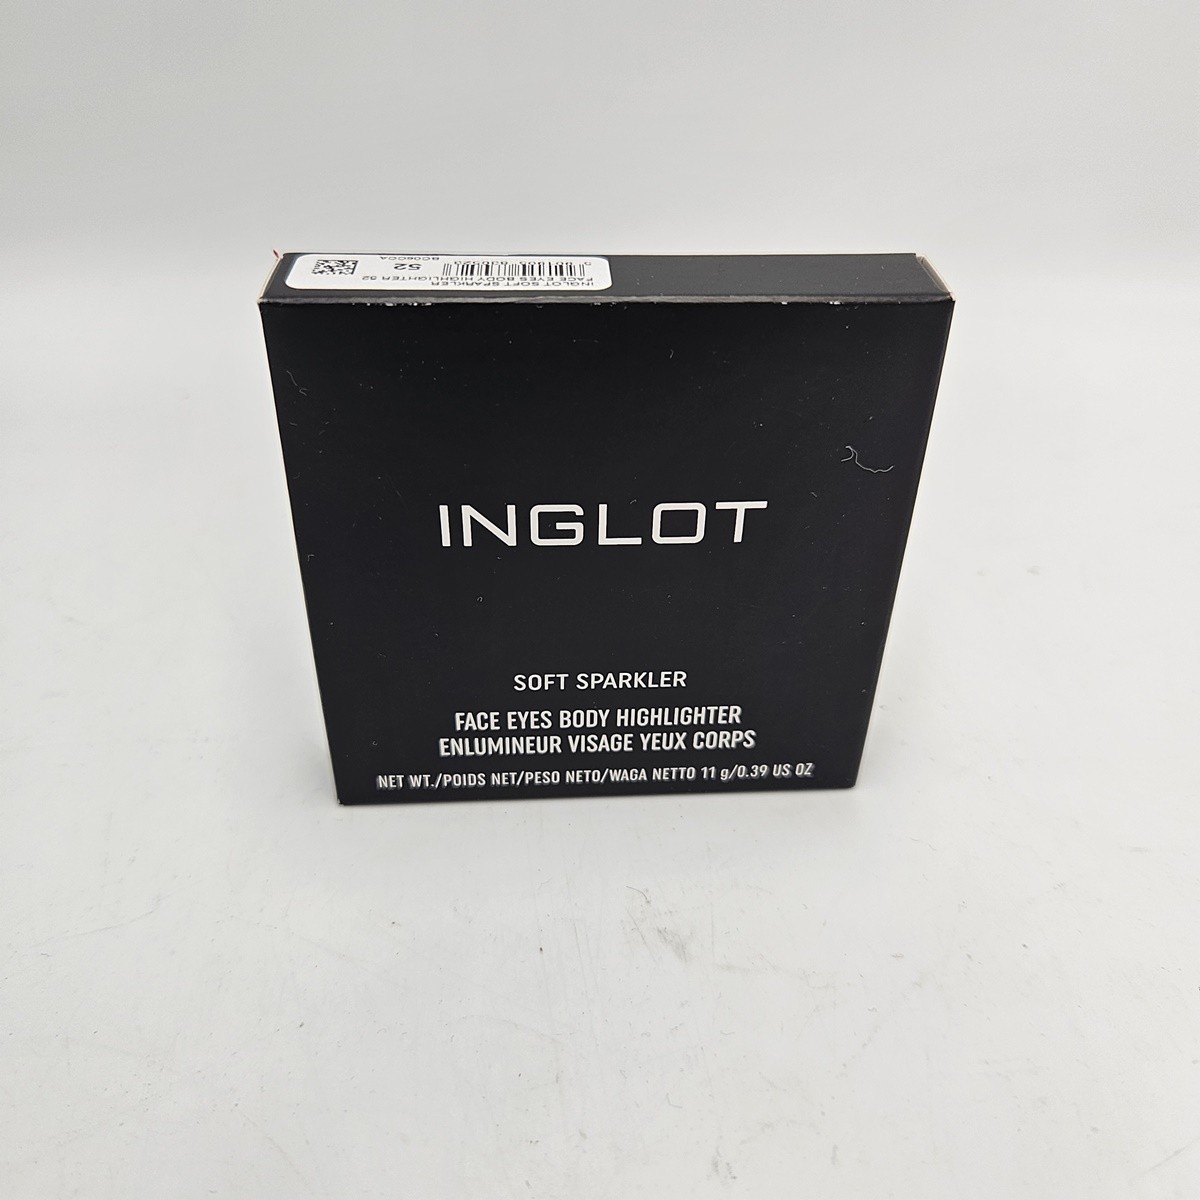 INGLOT SOFT SPARKLER
FACE EYES BODY HIGHLIGHTER 52
52
INGLOT
SOFT SPARKLER
FACE EYES BODY HIGHLIGHTER
ENLUMINEUR VISAGE YEUX CORPS
NET WT./POIDS NET/PESO NETO/WAGA NETTO 11 g/0.39 US OZ